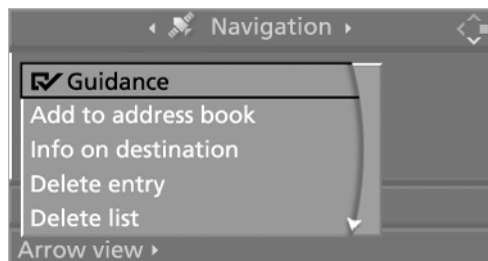 Navigation
Guidance
Add to address book
Info on destination
Delete entry
Delete list
Arrow view